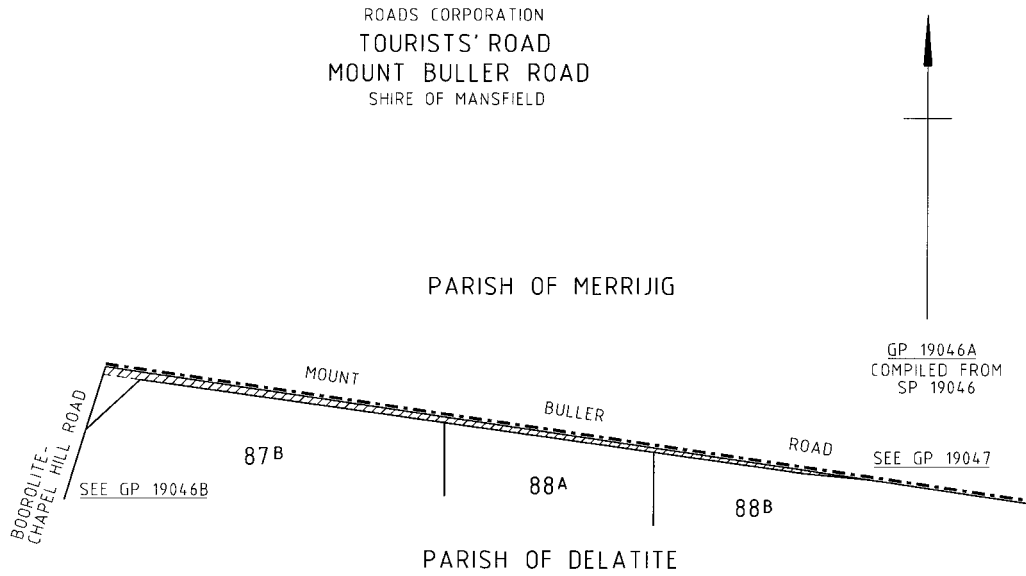 ROADS CORPORATION
TOURISTS' ROAD
MOUNT BULLER ROAD
SHIRE OF MANSFIELD
PARISH OF MERRIJIG
GP 19046A
COMPILED FROM
SP 19046
MOUNT
BULLER
ROAD
BOOROLITE-
CHAPEL HILL ROAD
87B
SEE GP 19046B
88A
88B
SEE GP 19047
PARISH OF DELATITE